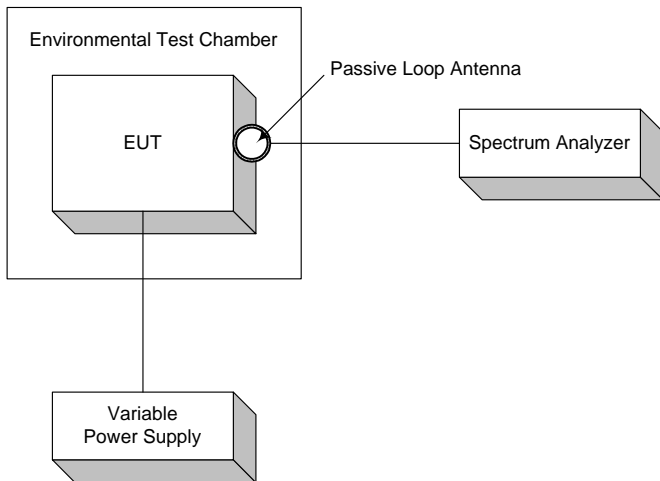 Environmental Test Chamber
Passive Loop Antenna
EUT
Spectrum Analyzer
Variable
Power Supply